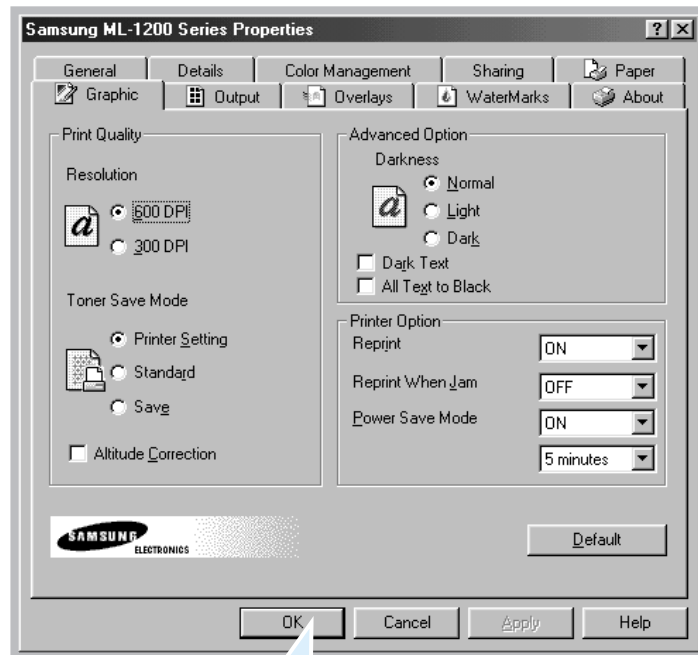 Samsung ML-1200 Series Properties
General Details Color Management Sharing Paper
Graphic Output Overlays WaterMarks About
Print Quality
Resolution
a
600 DPI
300 DPI
Toner Save Mode
Printer Setting
Standard
Save
Altitude Correction
Advanced Option
Darkness
a
Normal
Light
Dark
Dark Text
All Text to Black
Printer Option
Reprint ON
Reprint When Jam OFF
Power Save Mode ON
5 minutes
SAMSUNG
ELECTRONICS
Default
OK Cancel Apply Help